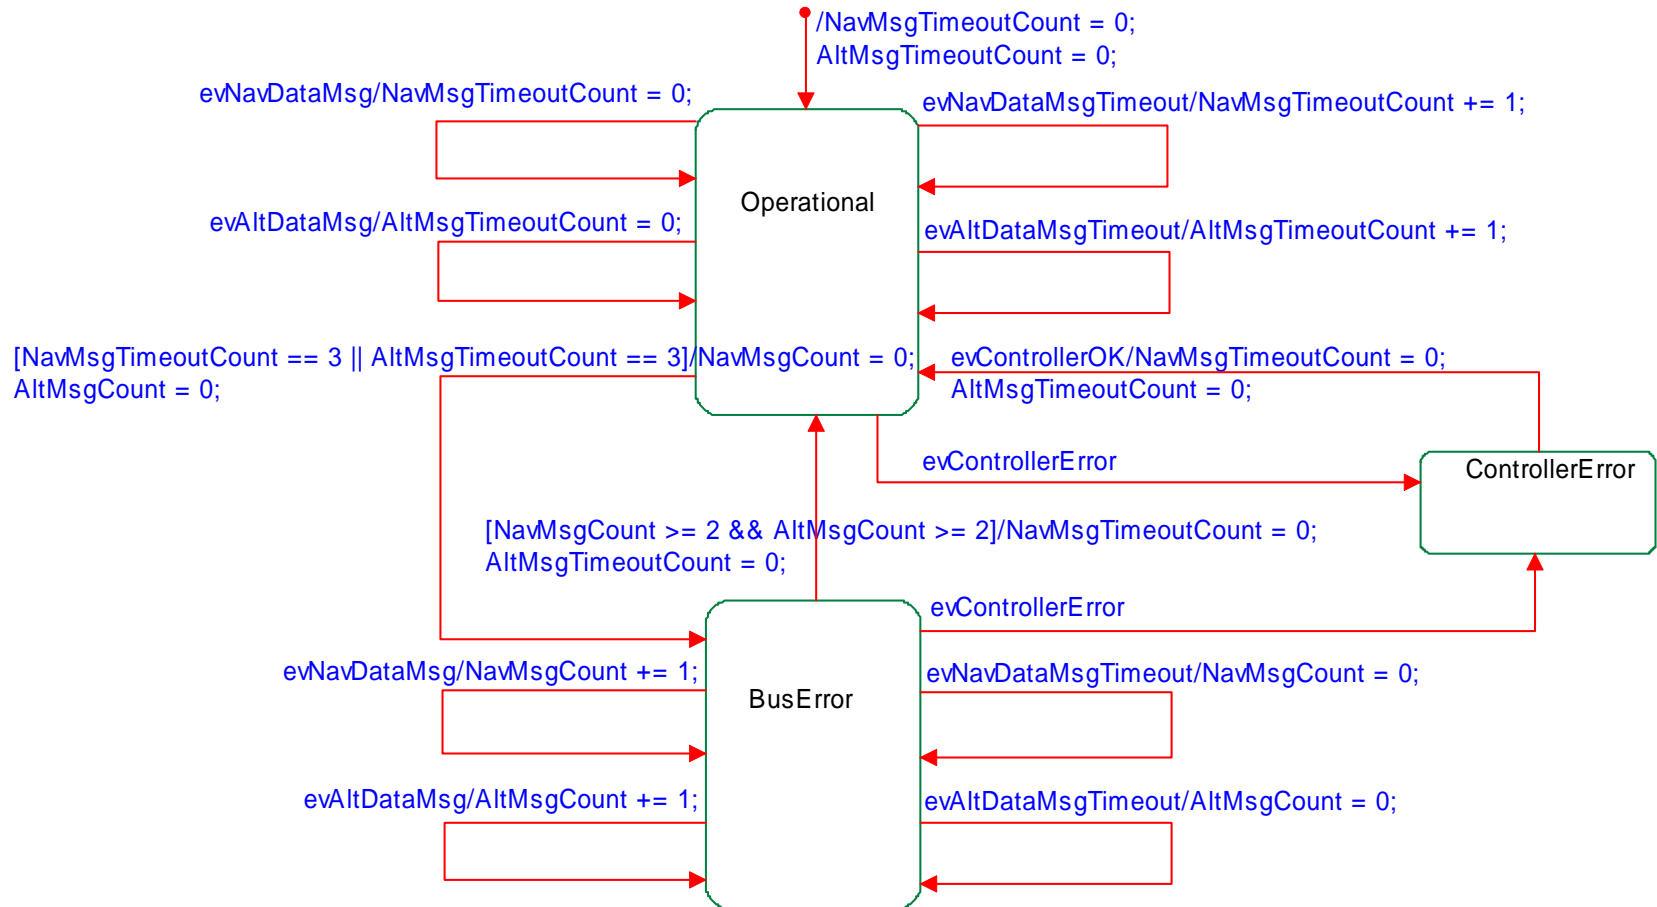 /NavMsgTimeoutCount = 0;
AltMsgTimeoutCount = 0;
evNavDataMsg/NavMsgTimeoutCount = 0;
evNavDataMsgTimeout/NavMsgTimeoutCount += 1;
Operational
evAltDataMsg/AltMsgTimeoutCount = 0;
evAltDataMsgTimeout/AltMsgTimeoutCount += 1;
[NavMsgTimeoutCount == 3 || AltMsgTimeoutCount == 3]/NavMsgCount = 0;
AltMsgCount = 0;
evControllerOK/NavMsgTimeoutCount = 0;
AltMsgTimeoutCount = 0;
evControllerError
ControllerError
[NavMsgCount >= 2 && AltMsgCount >= 2]/NavMsgTimeoutCount = 0;
AltMsgTimeoutCount = 0;
evControllerError
evNavDataMsg/NavMsgCount += 1;
evNavDataMsgTimeout/NavMsgCount = 0;
BusError
evAltDataMsg/AltMsgCount += 1;
evAltDataMsgTimeout/AltMsgCount = 0;